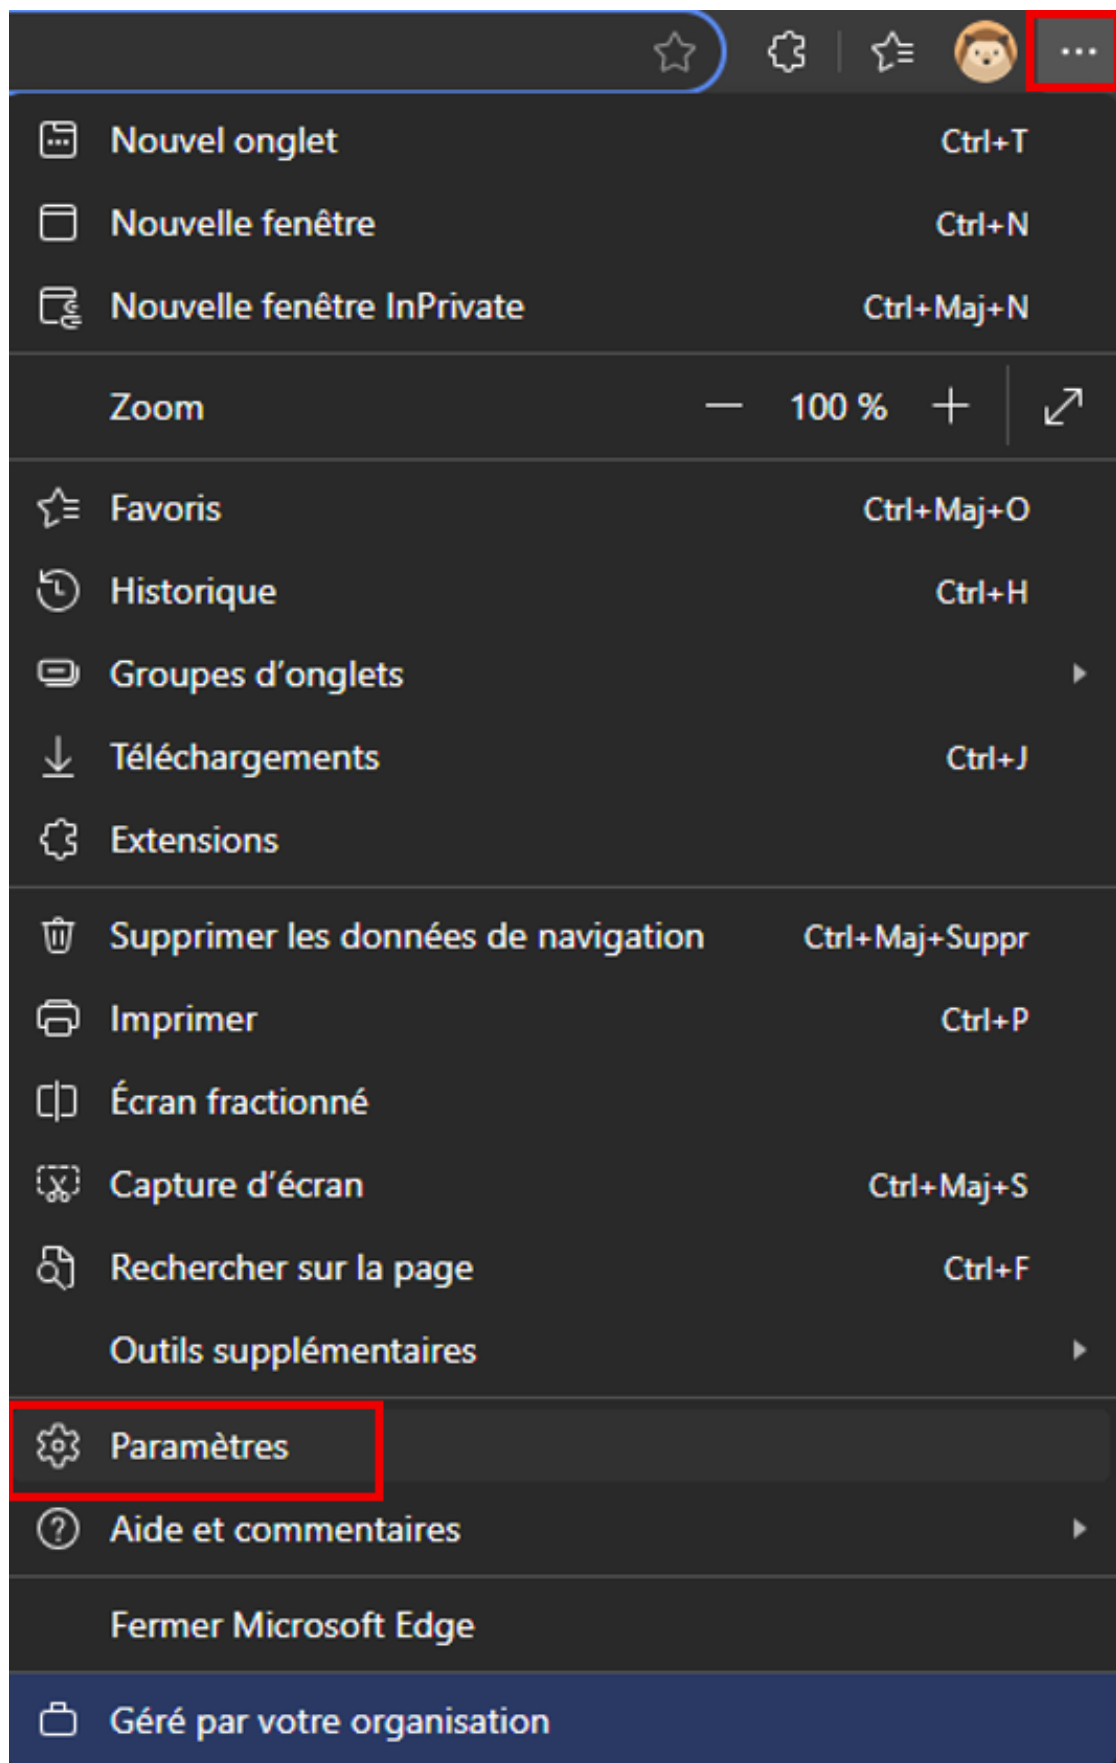 Nouvel onglet Ctrl+T
Nouvelle fenêtre Ctrl+N
Nouvelle fenêtre InPrivate Ctrl+Maj+N
Zoom — 100 % +
Favoris Ctrl+Maj+O
Historique Ctrl+H
Groupes d’onglets
Téléchargements Ctrl+J
Extensions
Supprimer les données de navigation Ctrl+Maj+Suppr
Imprimer Ctrl+P
Écran fractionné
Capture d’écran Ctrl+Maj+S
Rechercher sur la page Ctrl+F
Outils supplémentaires
Paramètres
Aide et commentaires
Fermer Microsoft Edge
Géré par votre organisation